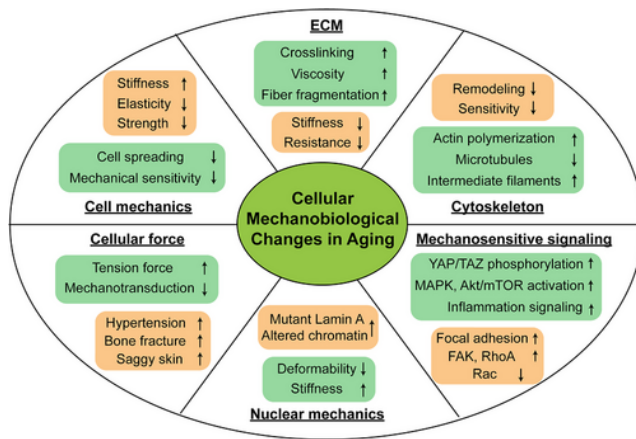 ECM
Crosslinking ↑
Viscosity ↑
Fiber fragmentation ↑
Stiffness ↓
Resistance ↓
Stiffness ↑
Elasticity ↓
Strength ↓
Cell spreading ↓
Mechanical sensitivity ↓
Cell mechanics
Remodeling ↓
Sensitivity ↓
Actin polymerization ↑
Microtubules ↓
Intermediate filaments ↑
Cytoskeleton
Cellular
Mechanobiological
Changes in Aging
Cellular force
Tension force ↑
Mechanotransduction ↓
Hypertension ↑
Bone fracture ↑
Saggy skin ↑
Mutant Lamin A
Altered chromatin ↑
Deformability ↓
Stiffness ↑
Nuclear mechanics
Mechanosensitive signaling
YAP/TAZ phosphorylation ↑
MAPK, Akt/mTOR activation ↑
Inflammation signaling ↑
Focal adhesion ↑
FAK, RhoA ↑
Rac ↓